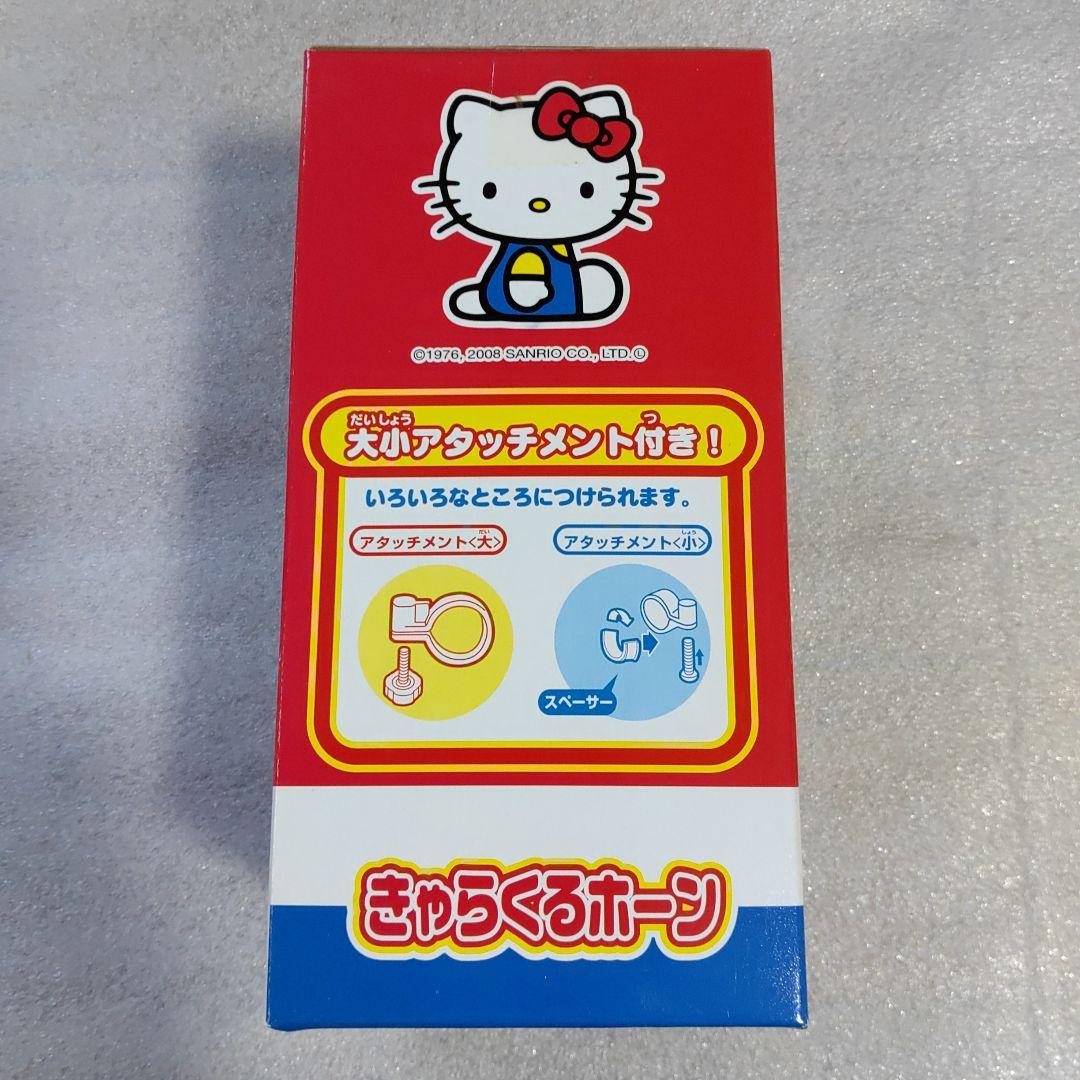 ©1976, 2008 SANRIO CO., LTD.Ⓛ
だいしょう つ
大小アタッチメント付き!
いろいろなところにつけられます。
だい しょう
アタッチメント<大> アタッチメント<小>
スペーサー
きゃらくるホーン